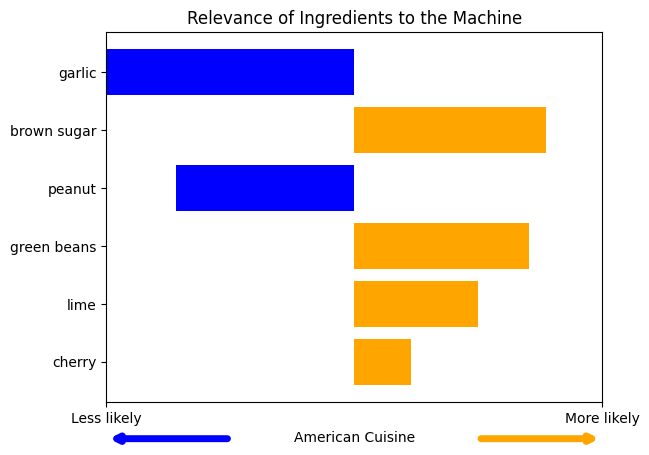 Relevance of Ingredients to the Machine
garlic
brown sugar
peanut
green beans
lime
cherry
Less likely
More likely
American Cuisine